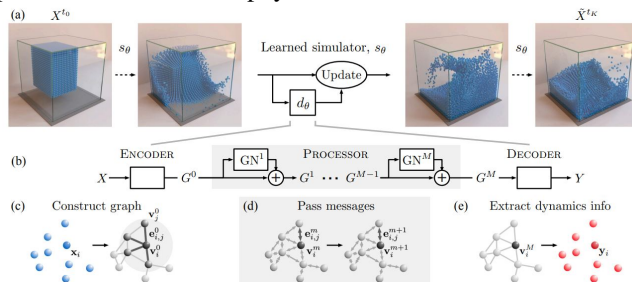 (a) X^{t_0} s_θ Learned simulator, s_θ X̃^{t_K} s_θ
Update
d_θ
(b) ENCODER PROCESSOR DECODER
GN^1 GN^M
X G^0 + G^1 ··· G^{M−1} + G^M Y
(c) Construct graph (d) Pass messages (e) Extract dynamics info
v_j^0 e_{i,j}^0 v_i^0 x_i
e_{i,j}^m v_i^m e_{i,j}^{m+1} v_i^{m+1}
v_i^M y_i